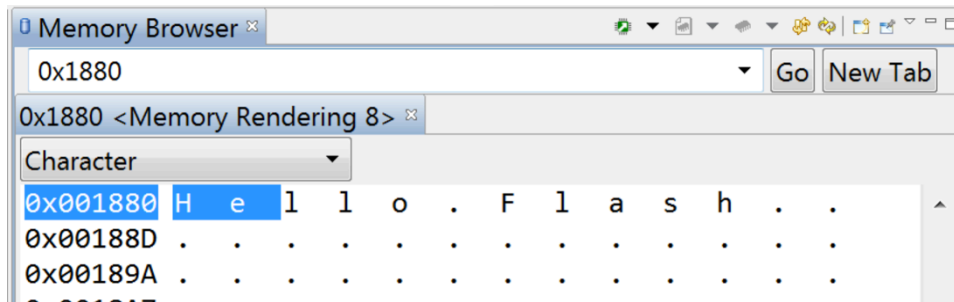 Memory Browser
0x1880
Go
New Tab
0x1880 <Memory Rendering 8>
Character
0x001880 H e l l o . F l a s h . .
0x00188D . . . . . . . . . . . . .
0x00189A . . . . . . . . . . . . .